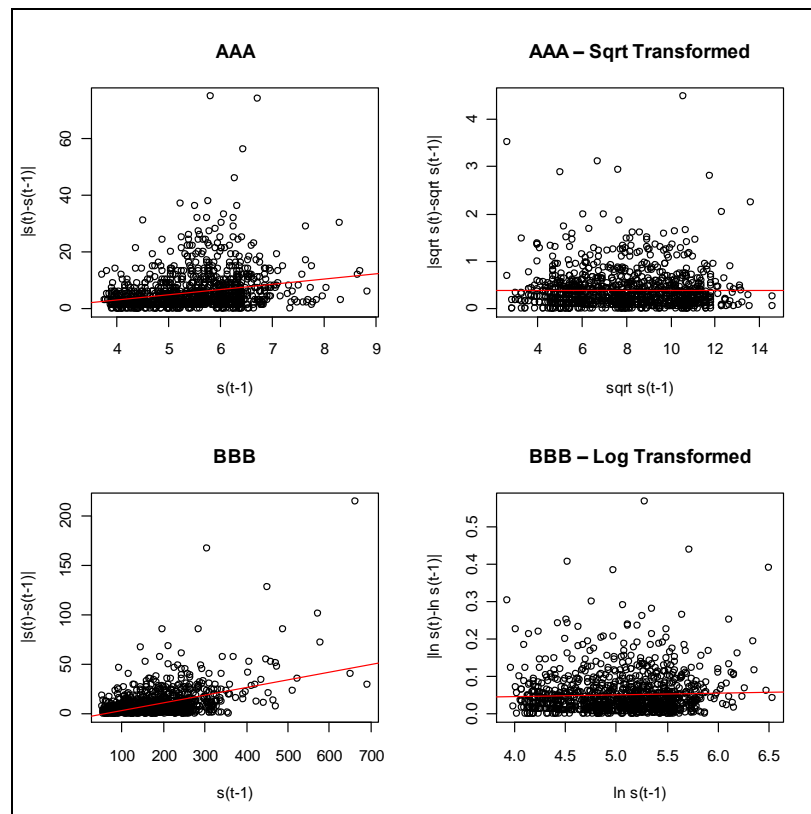 AAA
|s(t)-s(t-1)|
60
40
20
0
4 5 6 7 8 9
s(t-1)
AAA – Sqrt Transformed
|sqrt s(t)-sqrt s(t-1)|
4
3
2
1
0
4 6 8 10 12 14
sqrt s(t-1)
BBB
|s(t)-s(t-1)|
200
150
100
50
0
100 200 300 400 500 600 700
s(t-1)
BBB – Log Transformed
|ln s(t)-ln s(t-1)|
0.5
0.4
0.3
0.2
0.1
0.0
4.0 4.5 5.0 5.5 6.0 6.5
ln s(t-1)